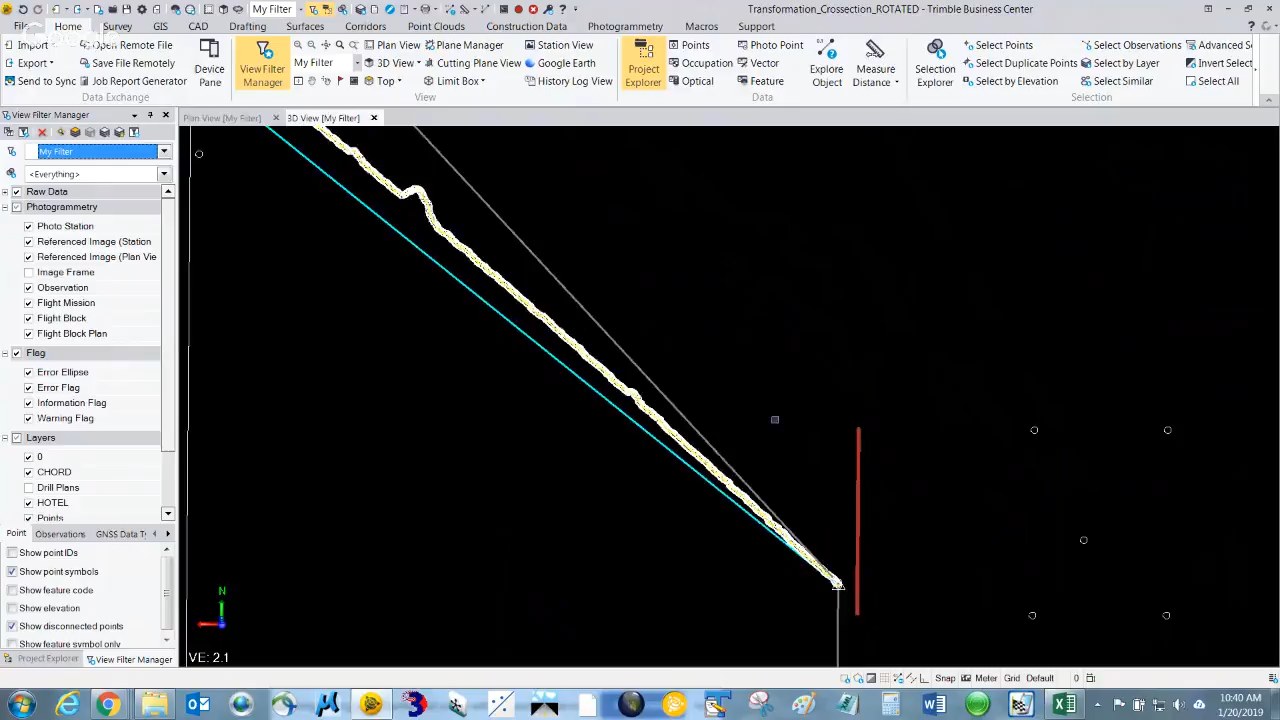 My Filter
Transformation_Crossection_ROTATED - Trimble Business Center
Home
Survey
GIS
CAD
Drafting
Surfaces
Corridors
Point Clouds
Construction Data
Photogrammetry
Macros
Support
Import
Open Remote File
Export
Save File Remotely
Send to Sync
Job Report Generator
Data Exchange
Device Pane
View Filter Manager
My Filter
Plan View
3D View
Top
Plane Manager
Cutting Plane View
Limit Box
Station View
Google Earth
History Log View
View
Project Explorer
Points
Occupation
Optical
Photo Point
Vector
Feature
Explore Object
Measure Distance
Data
Selection Explorer
Select Points
Select Duplicate Points
Select by Elevation
Select Observations
Select by Layer
Select Similar
Advanced Se
Invert Select
Select All
Selection
View Filter Manager
Plan View [My Filter]
3D View [My Filter]
My Filter
<Everything>
Raw Data
Photogrammetry
Photo Station
Referenced Image (Station
Referenced Image (Plan Vie
Image Frame
Observation
Flight Mission
Flight Block
Flight Block Plan
Flag
Error Ellipse
Error Flag
Information Flag
Warning Flag
Layers
0
CHORD
Drill Plans
HOTEL
Points
Point
Observations
GNSS Data Ty
Show point IDs
Show point symbols
Show feature code
Show elevation
Show disconnected points
Show feature symbol only
Project Explorer
View Filter Manager
N
VE: 2.1
Snap
Meter
Grid
Default
0
10:40 AM
1/20/2019